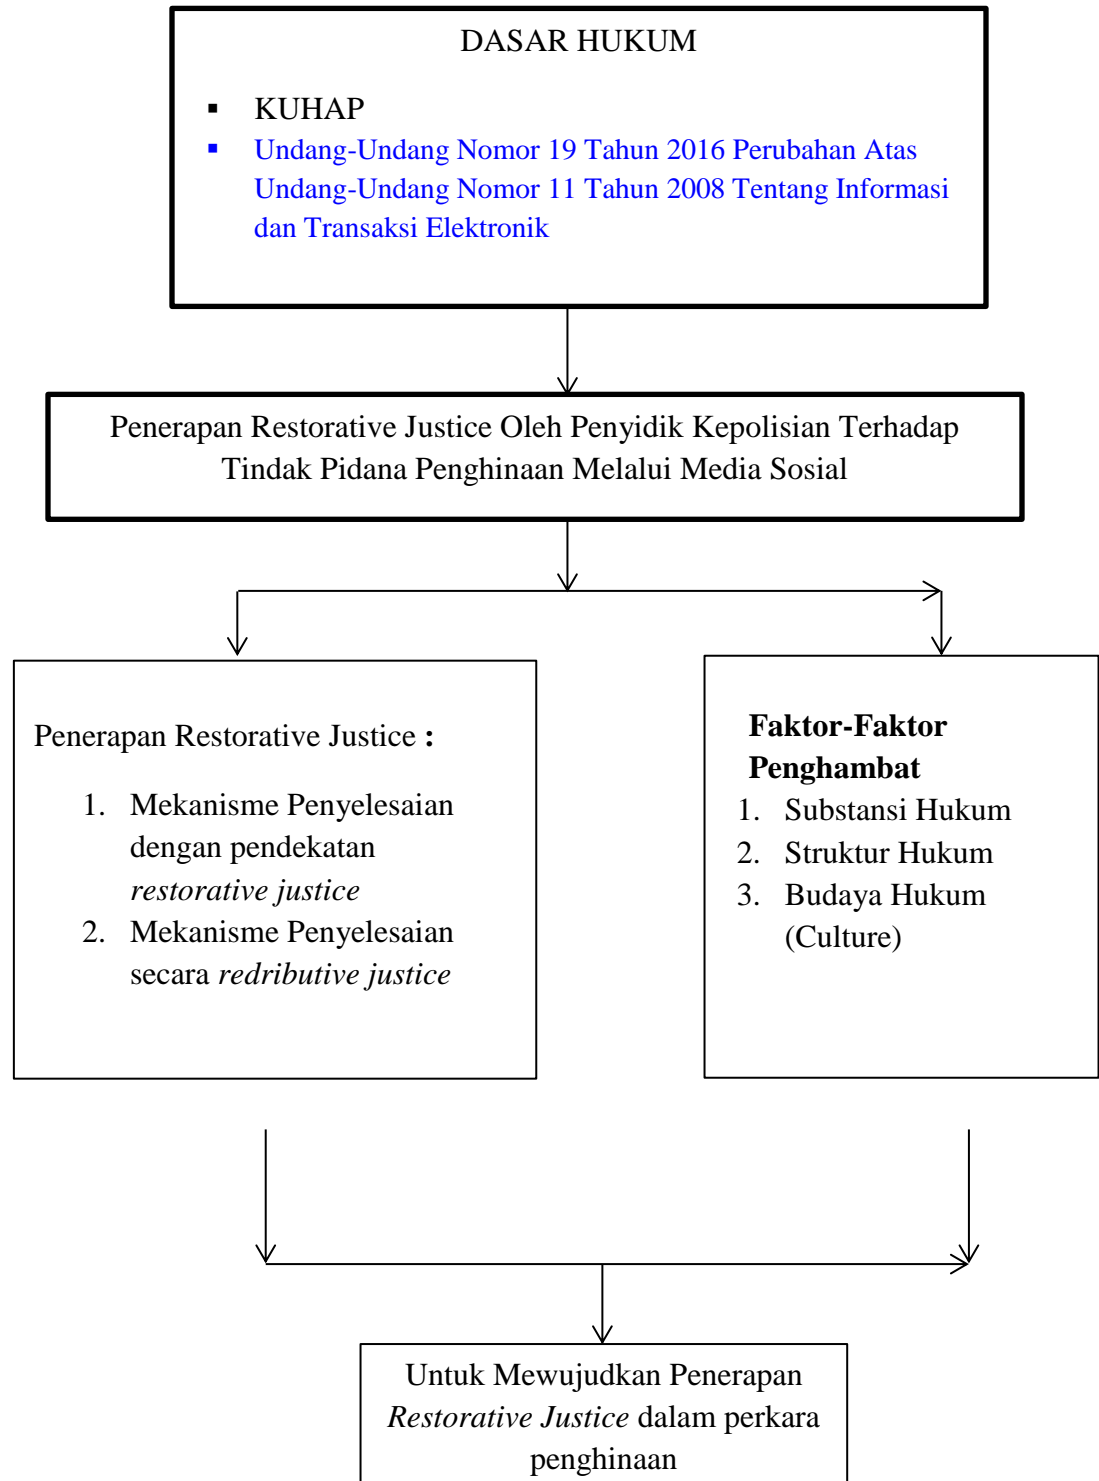 DASAR HUKUM
▪ KUHAP
▪ Undang-Undang Nomor 19 Tahun 2016 Perubahan Atas
Undang-Undang Nomor 11 Tahun 2008 Tentang Informasi
dan Transaksi Elektronik
Penerapan Restorative Justice Oleh Penyidik Kepolisian Terhadap
Tindak Pidana Penghinaan Melalui Media Sosial
Penerapan Restorative Justice :
1. Mekanisme Penyelesaian
dengan pendekatan
restorative justice
2. Mekanisme Penyelesaian
secara redributive justice
Faktor-Faktor
Penghambat
1. Substansi Hukum
2. Struktur Hukum
3. Budaya Hukum
(Culture)
Untuk Mewujudkan Penerapan
Restorative Justice dalam perkara
penghinaan